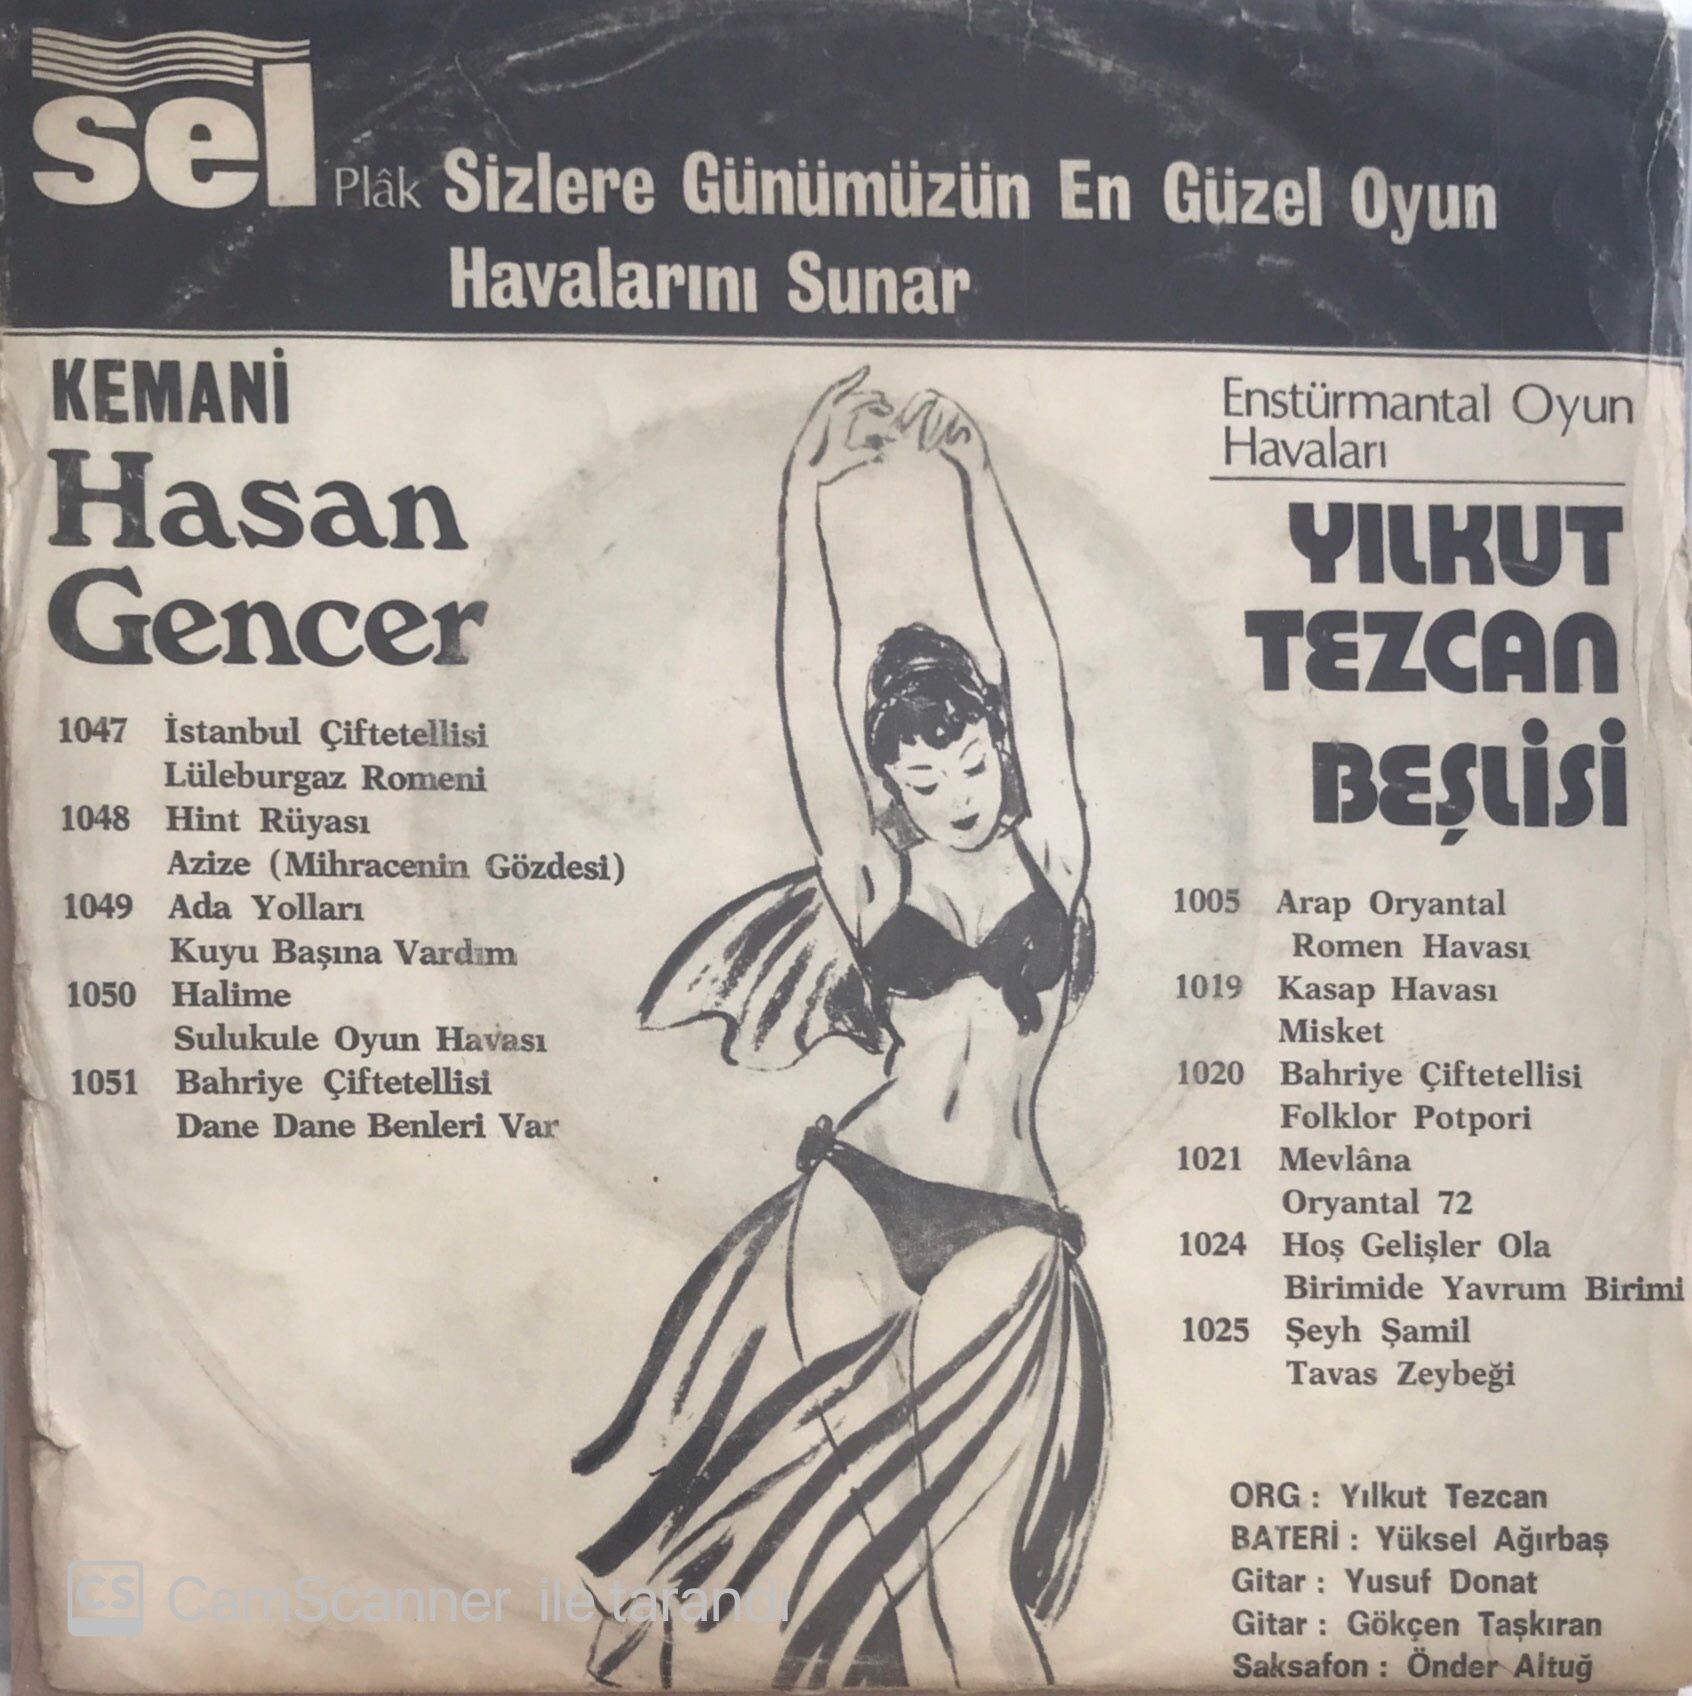 sel Plâk Sizlere Günümüzün En Güzel Oyun
Havalarını Sunar
KEMANİ
Hasan
Gencer
1047 İstanbul Çiftetellisi
Lüleburgaz Romeni
1048 Hint Rüyası
Azize (Mihracenin Gözdesi)
1049 Ada Yolları
Kuyu Başına Vardım
1050 Halime
Sulukule Oyun Havası
1051 Bahriye Çiftetellisi
Dane Dane Benleri Var
Enstürmantal Oyun
Havaları
YILKUT
TEZCAN
BEŞLİSİ
1005 Arap Oryantal
Romen Havası
1019 Kasap Havası
Misket
1020 Bahriye Çiftetellisi
Folklor Potpori
1021 Mevlâna
Oryantal 72
1024 Hoş Gelişler Ola
Birimide Yavrum Birimi
1025 Şeyh Şamil
Tavas Zeybeği
ORG : Yılkut Tezcan
BATERİ : Yüksel Ağırbaş
Gitar : Yusuf Donat
Gitar : Gökçen Taşkıran
Saksafon : Önder Altuğ
CS CamScanner ile tarandı